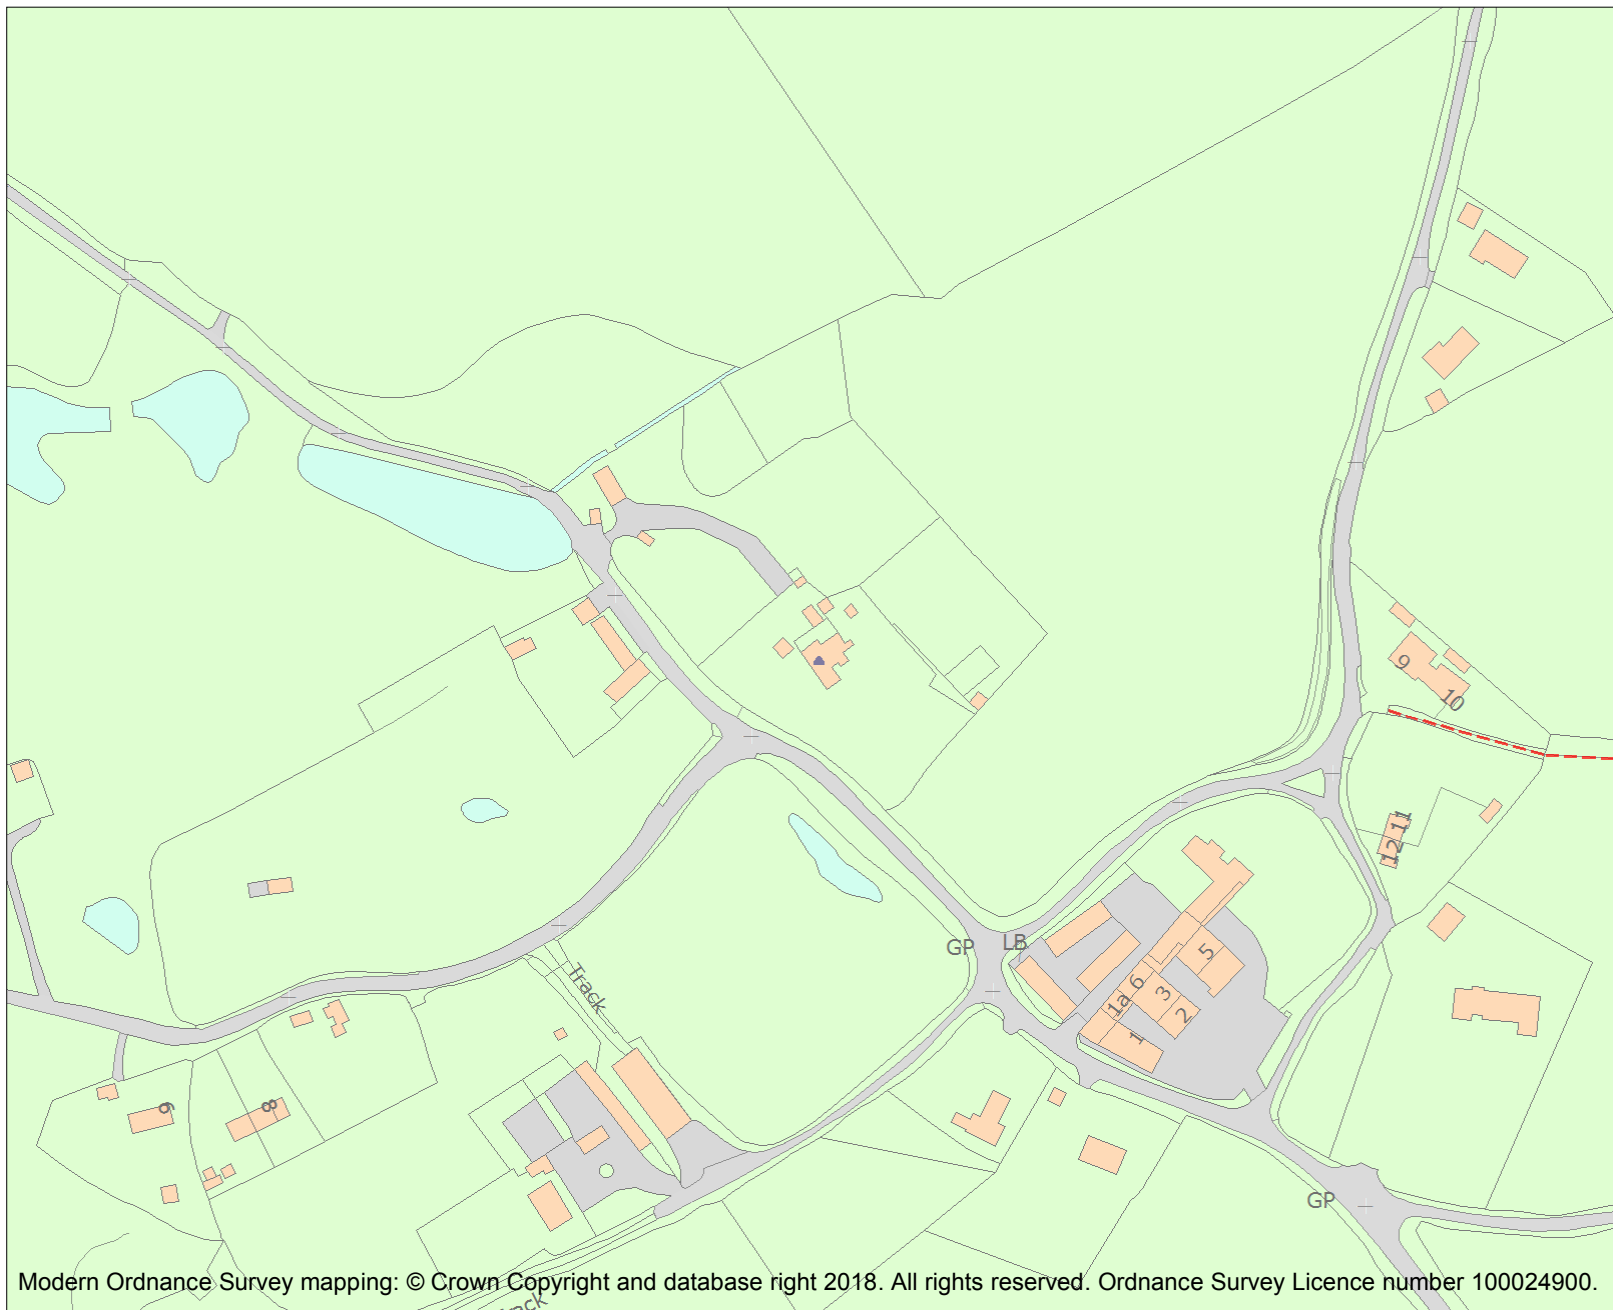 9
10
11
12
GP
LB
5
6
3
1a
2
1
Track
9
8
GP
Track
Modern Ordnance Survey mapping: © Crown Copyright and database right 2018. All rights reserved. Ordnance Survey Licence number 100024900.